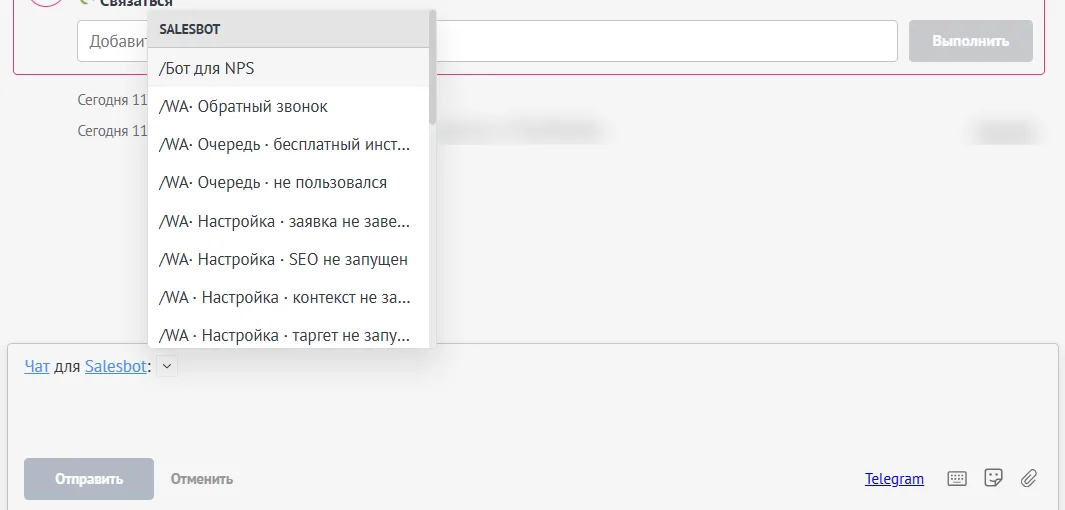 Связаться
SALESBOT
Добавит
Выполнить
/Бот для NPS
Сегодня 11
/WA· Обратный звонок
Сегодня 11
/WA· Очередь · бесплатный инст...
/WA· Очередь · не пользовался
/WA· Настройка · заявка не заве...
/WA· Настройка · SEO не запущен
/WA · Настройка · контекст не за...
/WA · Настройка · таргет не запу...
Чат для Salesbot:
Отправить Отменить Telegram